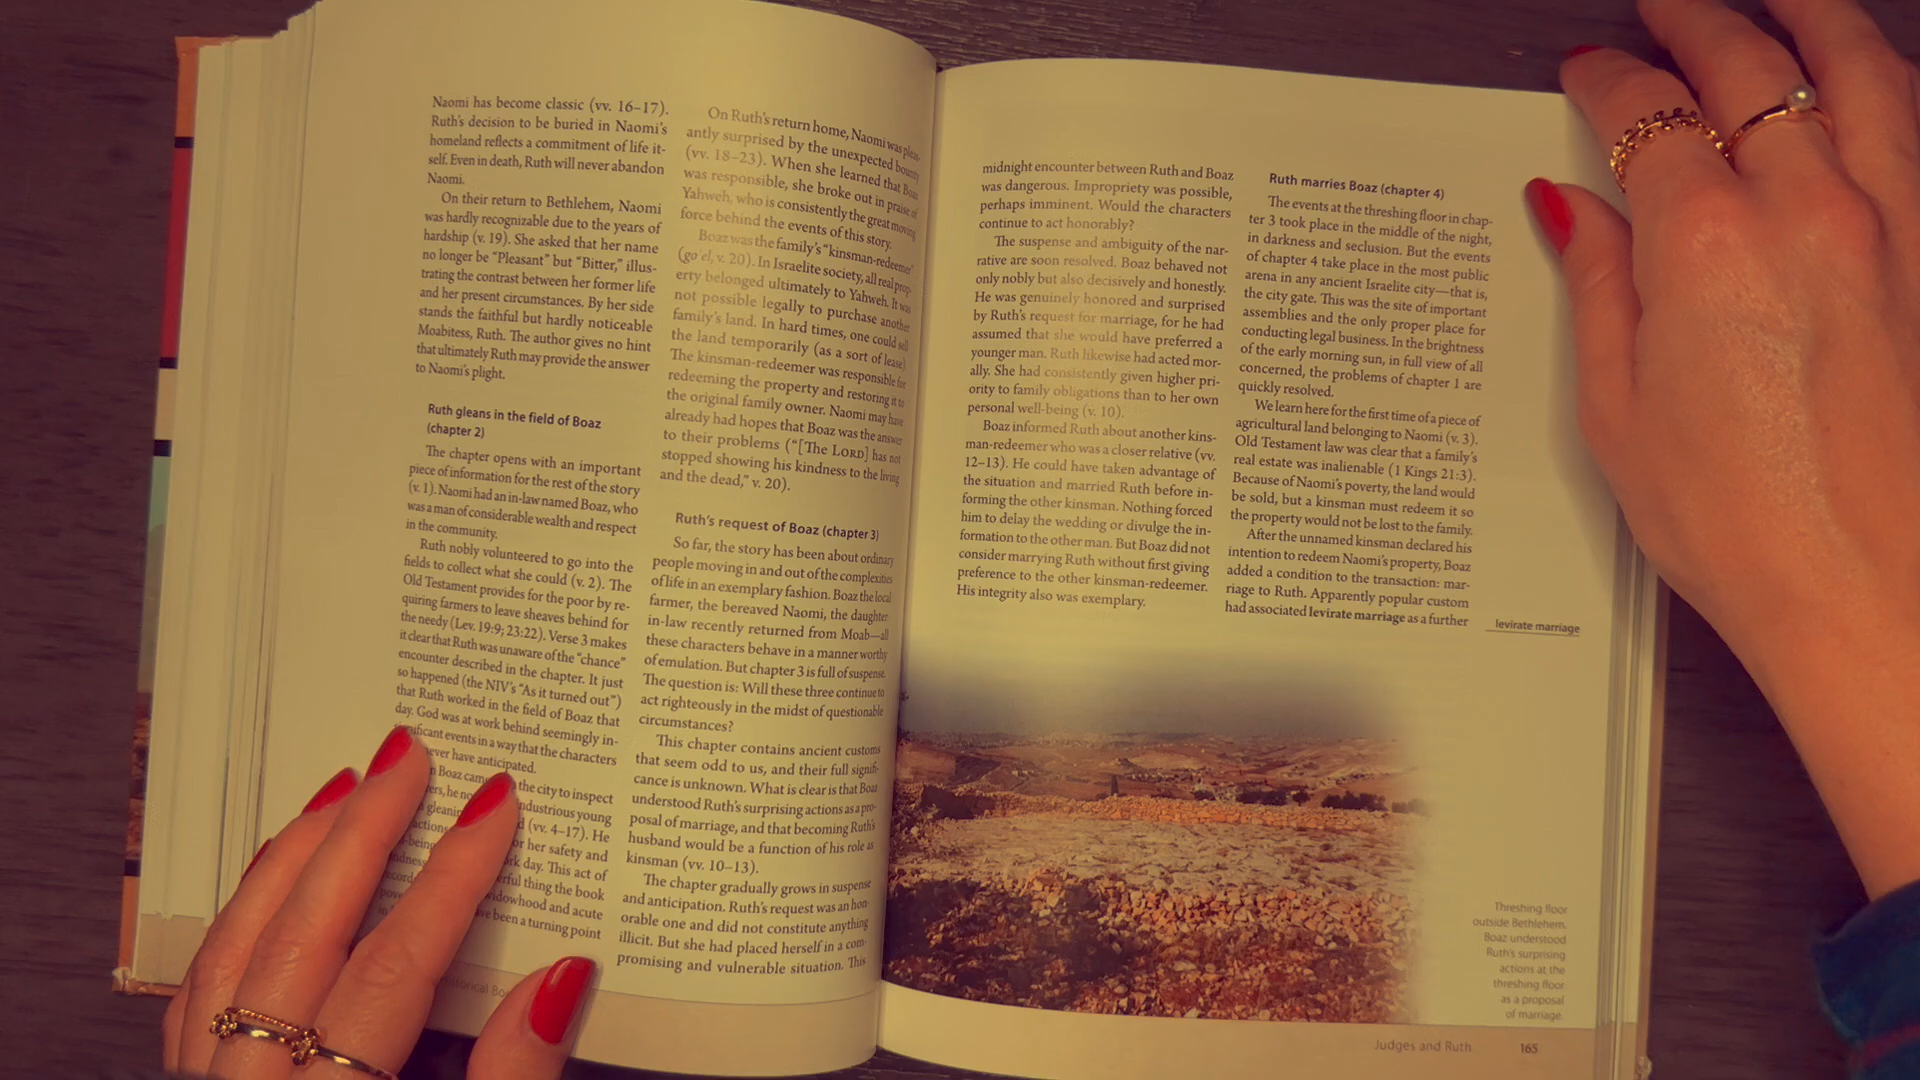 Naomi has become classic (vv. 16–17).
Ruth's decision to be buried in Naomi's
homeland reflects a commitment of life it-
self. Even in death, Ruth will never abandon
Naomi.
On their return to Bethlehem, Naomi
was hardly recognizable due to the years of
hardship (v. 19). She asked that her name
no longer be “Pleasant” but “Bitter,” illus-
trating the contrast between her former life
and her present circumstances. By her side
stands the faithful but hardly noticeable
Moabitess, Ruth. The author gives no hint
that ultimately Ruth may provide the answer
to Naomi's plight.
Ruth gleans in the field of Boaz
(chapter 2)
The chapter opens with an important
piece of information for the rest of the story
(v. 1). Naomi had an in-law named Boaz, who
was a man of considerable wealth and respect
in the community.
Ruth nobly volunteered to go into the
fields to collect what she could (v. 2). The
Old Testament provides for the poor by re-
quiring farmers to leave sheaves behind for
the needy (Lev. 19:9; 23:22). Verse 3 makes
it clear that Ruth was unaware of the “chance”
encounter described in the chapter. It just
so happened (the NIV's “As it turned out”)
that Ruth worked in the field of Boaz that
day. God was at work behind seemingly in-
events in a way that the characters
never have anticipated.
Boaz the city to inspect
he industrious young
(vv. 4–17). He
her safety and
day. This act of
thing the book
widowhood and acute
been a turning point
Historical
On Ruth's return home, Naomi was pleas-
antly surprised by the unexpected bounty
(vv. 18–23). When she learned that Boaz
was responsible, she broke out in praise of
Yahweh, who is consistently the great moving
force behind the events of this story.
Boaz was the family's “kinsman-redeemer”
(go'el, v. 20). In Israelite society, all real prop-
erty belonged ultimately to Yahweh. It was
not possible legally to purchase another
family's land. In hard times, one could sell
the land temporarily (as a sort of lease).
The kinsman-redeemer was responsible for
redeeming the property and restoring it to
the original family owner. Naomi may have
already had hopes that Boaz was the answer
to their problems (“[The LORD] has not
stopped showing his kindness to the living
and the dead,” v. 20).
Ruth's request of Boaz (chapter 3)
So far, the story has been about ordinary
people moving in and out of the complexities
of life in an exemplary fashion. Boaz the local
farmer, the bereaved Naomi, the daughter-
in-law recently returned from Moab—all
these characters behave in a manner worthy
of emulation. But chapter 3 is full of suspense.
The question is: Will these three continue to
act righteously in the midst of questionable
circumstances?
This chapter contains ancient customs
that seem odd to us, and their full signifi-
cance is unknown. What is clear is that Boaz
understood Ruth's surprising actions as a pro-
posal of marriage, and that becoming Ruth's
husband would be a function of his role as
kinsman (vv. 10–13).
The chapter gradually grows in suspense
and anticipation. Ruth's request was an hon-
orable one and did not constitute anything
illicit. But she had placed herself in a com-
promising and vulnerable situation. This
midnight encounter between Ruth and Boaz
was dangerous. Impropriety was possible,
perhaps imminent. Would the characters
continue to act honorably?
The suspense and ambiguity of the nar-
rative are soon resolved. Boaz behaved not
only nobly but also decisively and honestly.
He was genuinely honored and surprised
by Ruth's request for marriage, for he had
assumed that she would have preferred a
younger man. Ruth likewise had acted mor-
ally. She had consistently given higher pri-
ority to family obligations than to her own
personal well-being (v. 10).
Boaz informed Ruth about another kins-
man-redeemer who was a closer relative (vv.
12–13). He could have taken advantage of
the situation and married Ruth before in-
forming the other kinsman. Nothing forced
him to delay the wedding or divulge the in-
formation to the other man. But Boaz did not
consider marrying Ruth without first giving
preference to the other kinsman-redeemer.
His integrity also was exemplary.
Ruth marries Boaz (chapter 4)
The events at the threshing floor in chap-
ter 3 took place in the middle of the night,
in darkness and seclusion. But the events
of chapter 4 take place in the most public
arena in any ancient Israelite city—that is,
the city gate. This was the site of important
assemblies and the only proper place for
conducting legal business. In the brightness
of the early morning sun, in full view of all
concerned, the problems of chapter 1 are
quickly resolved.
We learn here for the first time of a piece of
agricultural land belonging to Naomi (v. 3).
Old Testament law was clear that a family's
real estate was inalienable (1 Kings 21:3).
Because of Naomi's poverty, the land would
be sold, but a kinsman must redeem it so
the property would not be lost to the family.
After the unnamed kinsman declared his
intention to redeem Naomi's property, Boaz
added a condition to the transaction: mar-
riage to Ruth. Apparently popular custom
had associated levirate marriage as a further
levirate marriage
Threshing floor
outside Bethlehem.
Boaz understood
Ruth's surprising
actions at the
threshing floor
as a proposal
of marriage.
Judges and Ruth 165